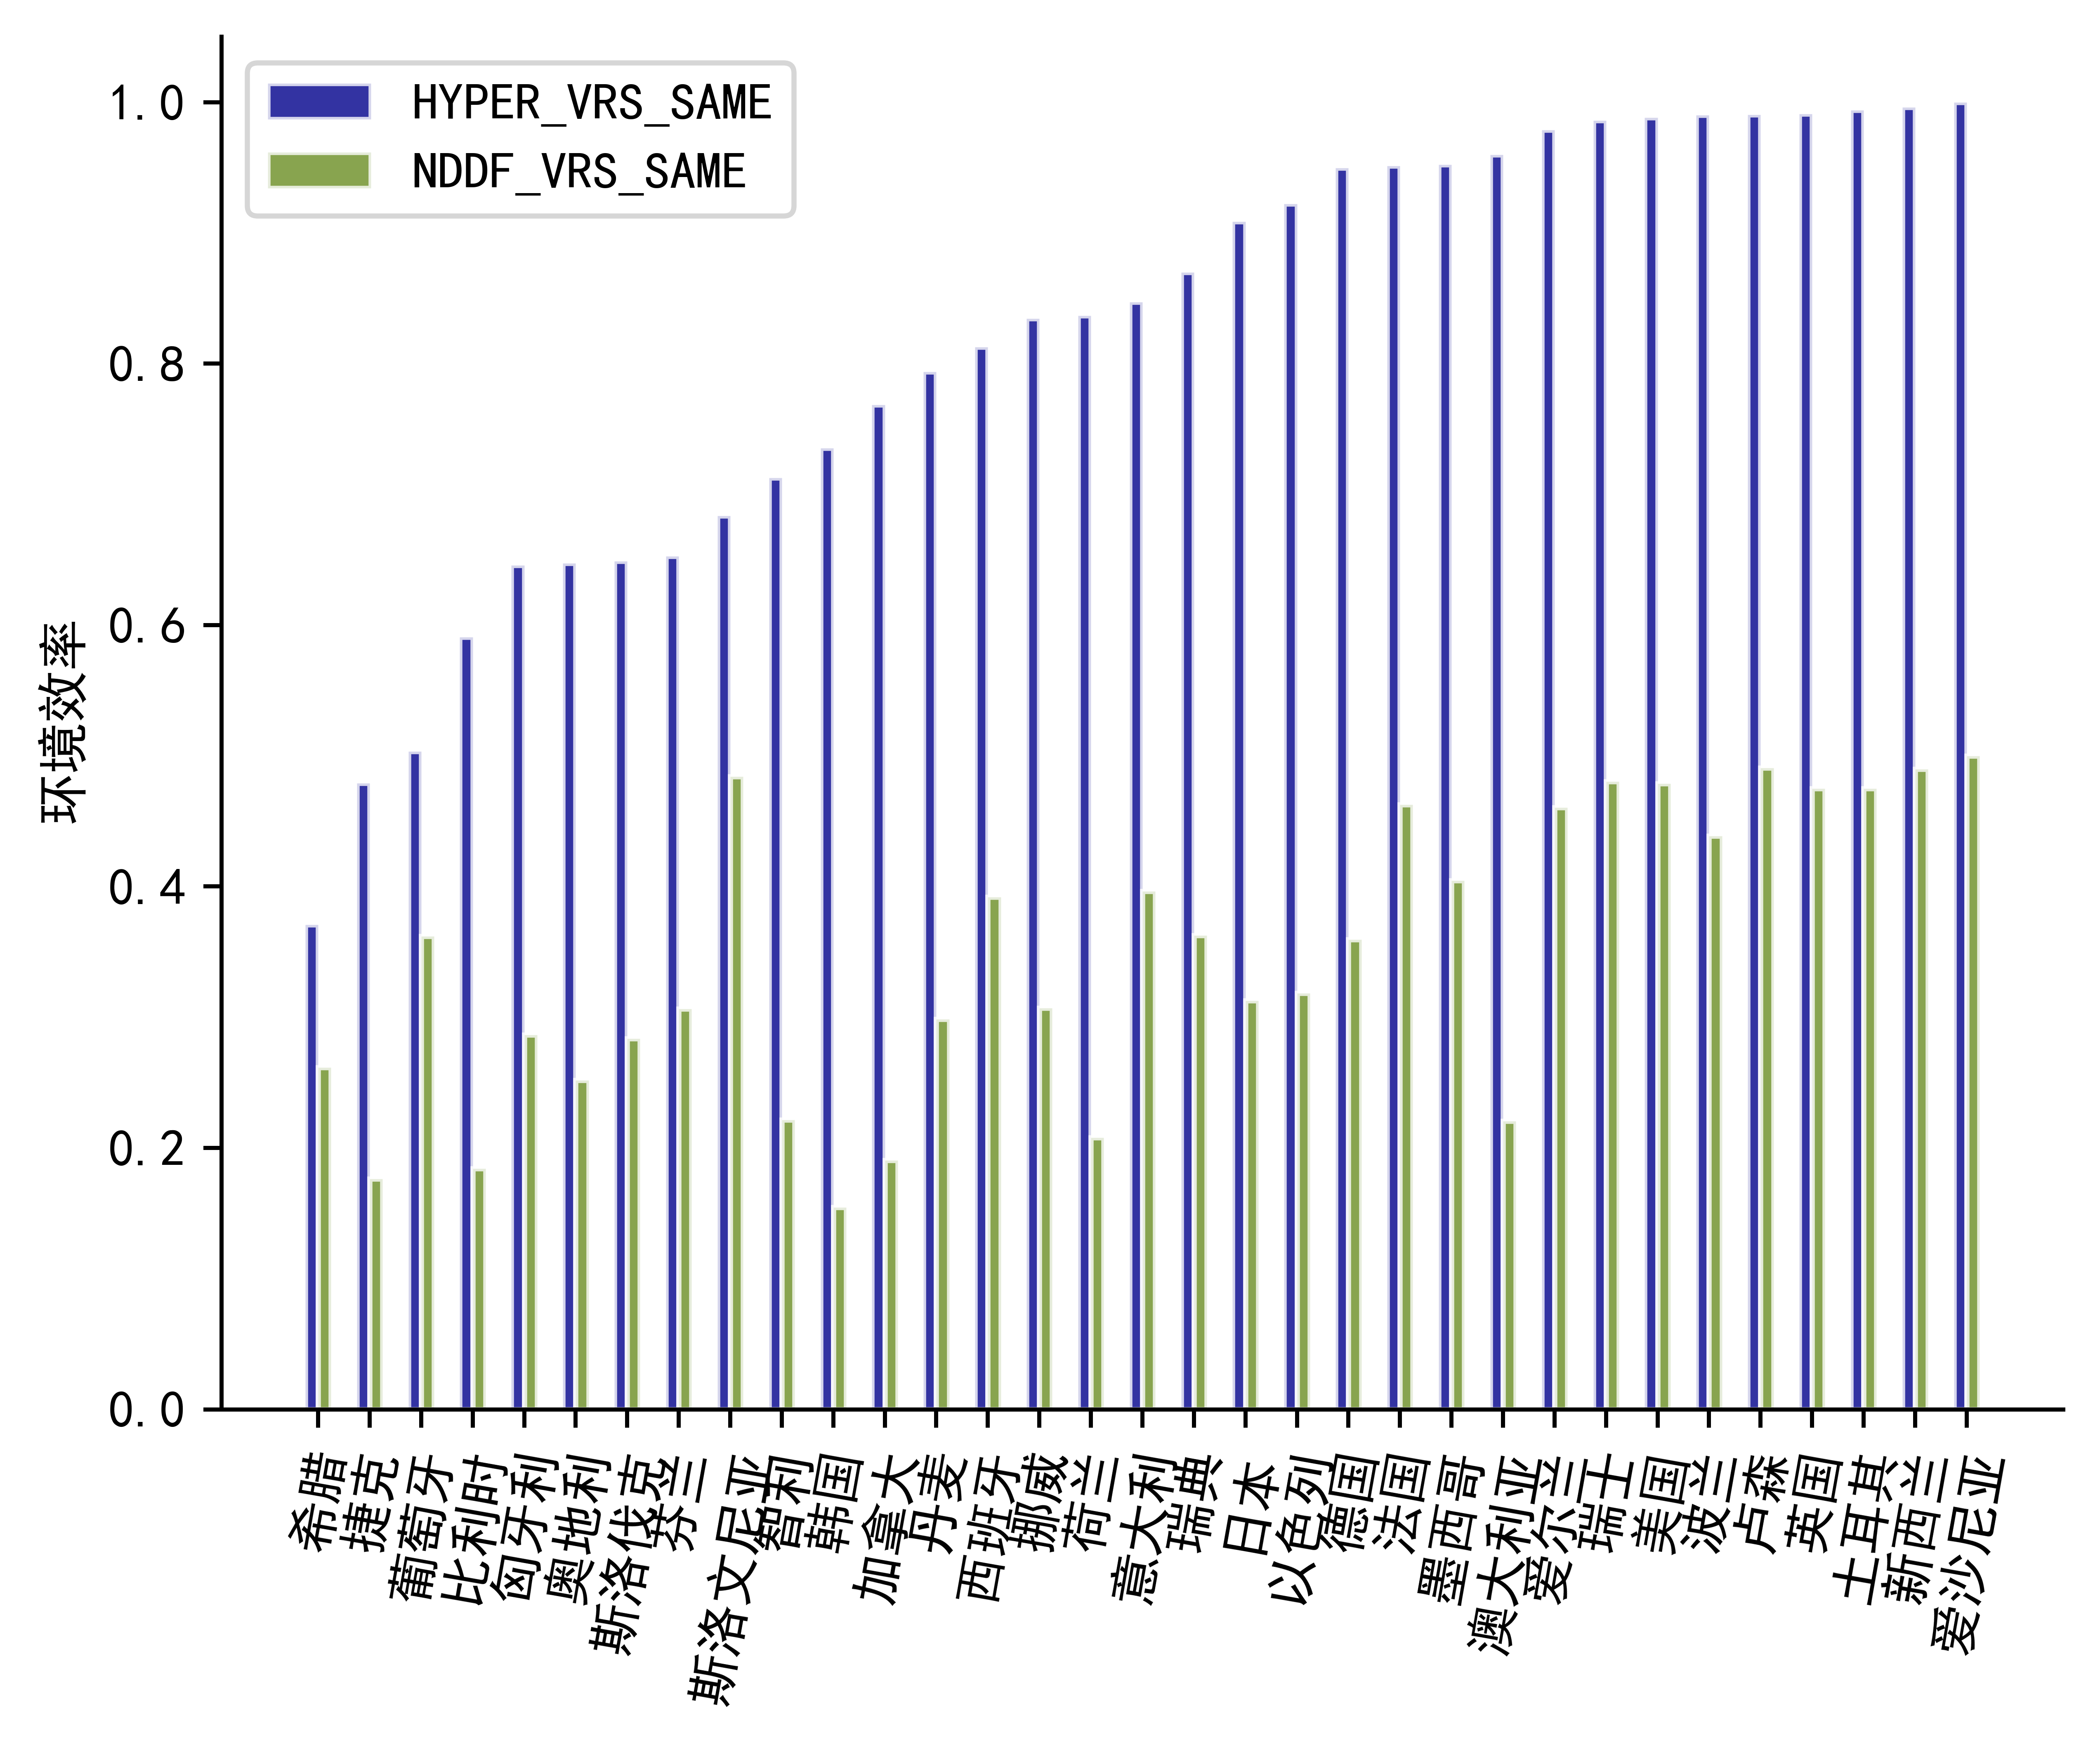 HYPER_VRS_SAME
NDDF_VRS_SAME
环境效率
1.0
0.8
0.6
0.4
0.2
0.0
希腊
捷克
葡萄牙
比利时
匈牙利
奥地利
斯洛伐克
芬兰
斯洛文尼亚
智利
韩国
加拿大
丹麦
西班牙
挪威
荷兰
意大利
瑞典
日本
以色列
德国
法国
墨西哥
澳大利亚
爱尔兰
瑞士
美国
波兰
卢森
英国
土耳其
新西兰
爱沙尼亚